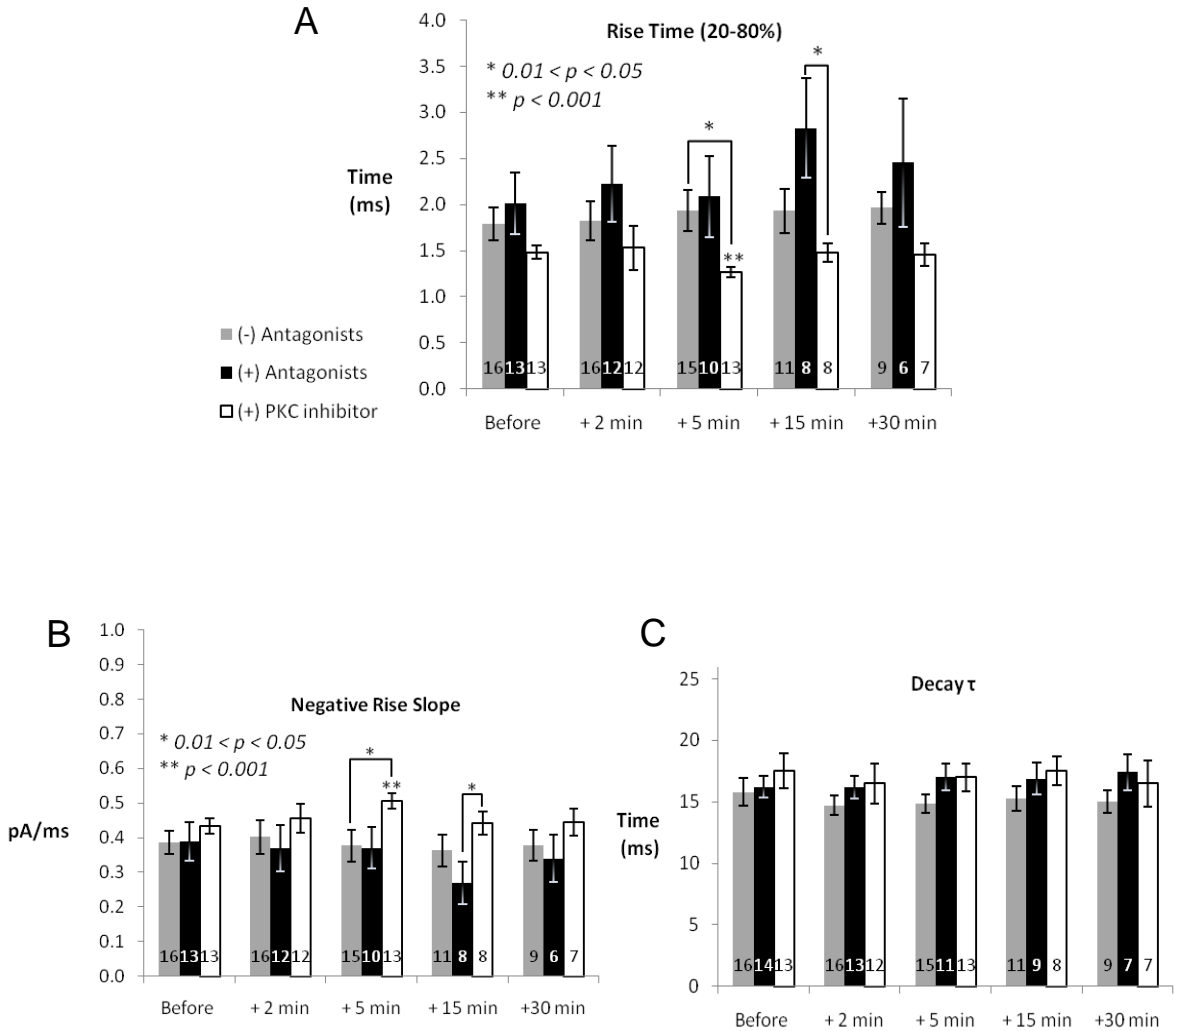 A
Rise Time (20-80%)
* 0.01 < p < 0.05
** p < 0.001
Time
(ms)
4.0
3.5
3.0
2.5
2.0
1.5
1.0
0.5
0.0
*
*
**
16 13 13 16 12 12 15 10 13 11 8 8 9 6 7
Before + 2 min + 5 min + 15 min +30 min
(-) Antagonists
(+) Antagonists
(+) PKC inhibitor
B
Negative Rise Slope
* 0.01 < p < 0.05
** p < 0.001
pA/ms
1.0
0.9
0.8
0.7
0.6
0.5
0.4
0.3
0.2
0.1
0.0
*
**
*
16 13 13 16 12 12 15 10 13 11 8 8 9 6 7
Before + 2 min + 5 min + 15 min +30 min
C
Decay τ
Time
(ms)
25
20
15
10
5
0
16 14 13 16 13 12 15 11 13 11 9 8 9 7 7
Before + 2 min + 5 min + 15 min +30 min